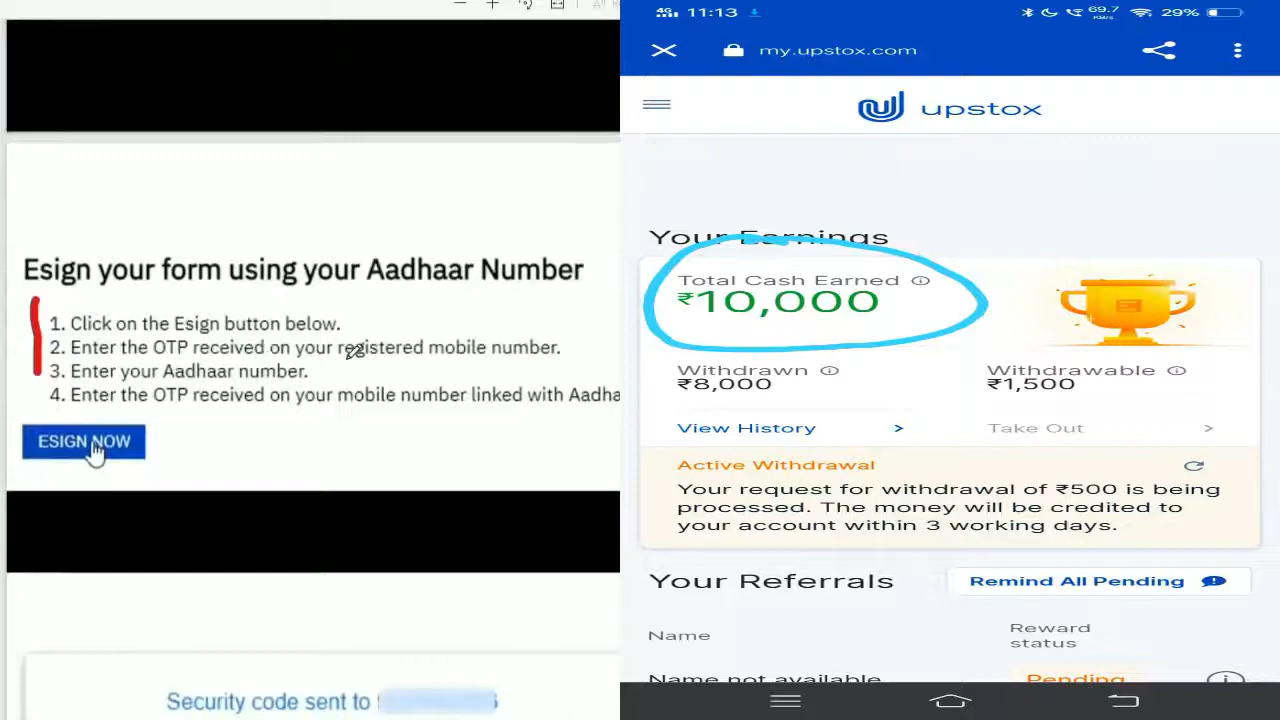 Esign your form using your Aadhaar Number
1. Click on the Esign button below.
2. Enter the OTP received on your registered mobile number.
3. Enter your Aadhaar number.
4. Enter the OTP received on your mobile number linked with Aadha
ESIGN NOW
Security code sent to
4G 11:13 69.7 KB/s 29%
my.upstox.com
upstox
Your Earnings
Total Cash Earned
₹10,000
Withdrawn Withdrawable
₹8,000 ₹1,500
View History > Take Out >
Active Withdrawal
Your request for withdrawal of ₹500 is being
processed. The money will be credited to
your account within 3 working days.
Your Referrals Remind All Pending
Name Reward
status
Name not available Pending